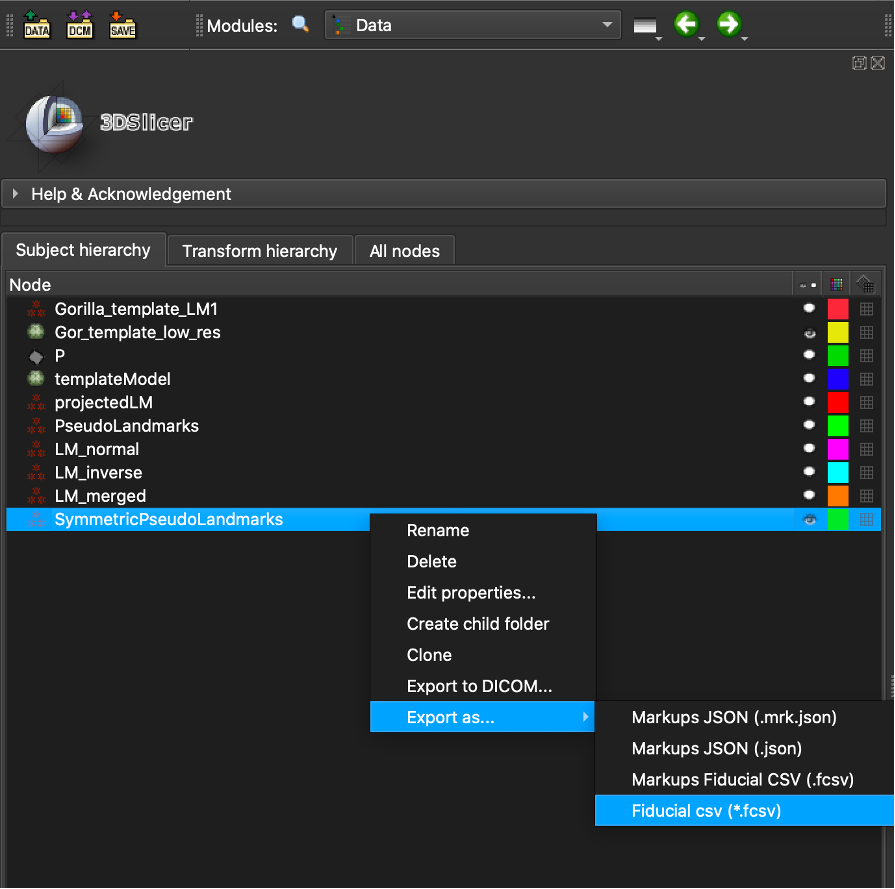 DATA DCM SAVE Modules: Data
3DSlicer
Help & Acknowledgement
Subject hierarchy Transform hierarchy All nodes
Node
Gorilla_template_LM1
Gor_template_low_res
P
templateModel
projectedLM
PseudoLandmarks
LM_normal
LM_inverse
LM_merged
SymmetricPseudoLandmarks
Rename
Delete
Edit properties...
Create child folder
Clone
Export to DICOM...
Export as...
Markups JSON (.mrk.json)
Markups JSON (.json)
Markups Fiducial CSV (.fcsv)
Fiducial csv (*.fcsv)